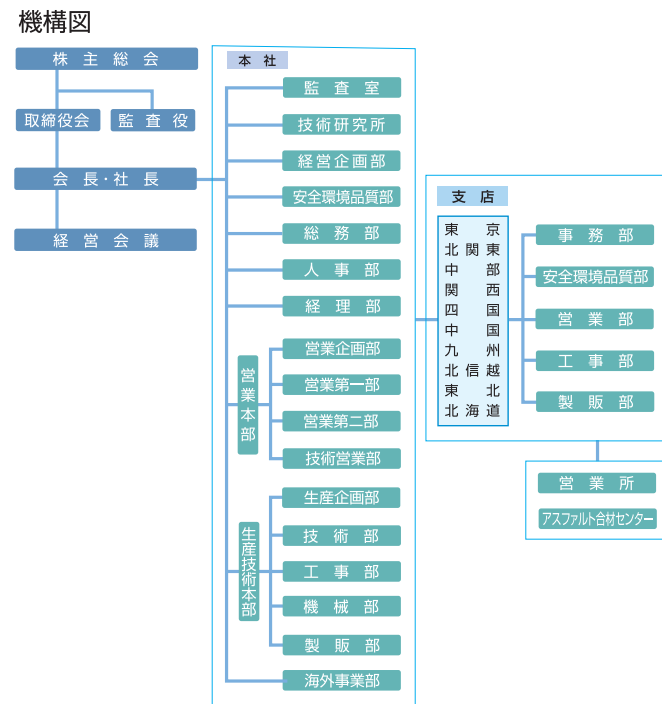 機構図
株主総会
取締役会
監査役
会長・社長
経営会議
本社
監査室
技術研究所
経営企画部
安全環境品質部
総務部
人事部
経理部
営業本部
営業企画部
営業第一部
営業第二部
技術営業部
生産技術本部
生産企画部
技術部
工事部
機械部
製販部
海外事業部
支店
東京
北関東
中部
関西
四国
中国
九州
北信越
東北
北海道
事務部
安全環境品質部
営業部
工事部
製販部
営業所
アスファルト合材センター